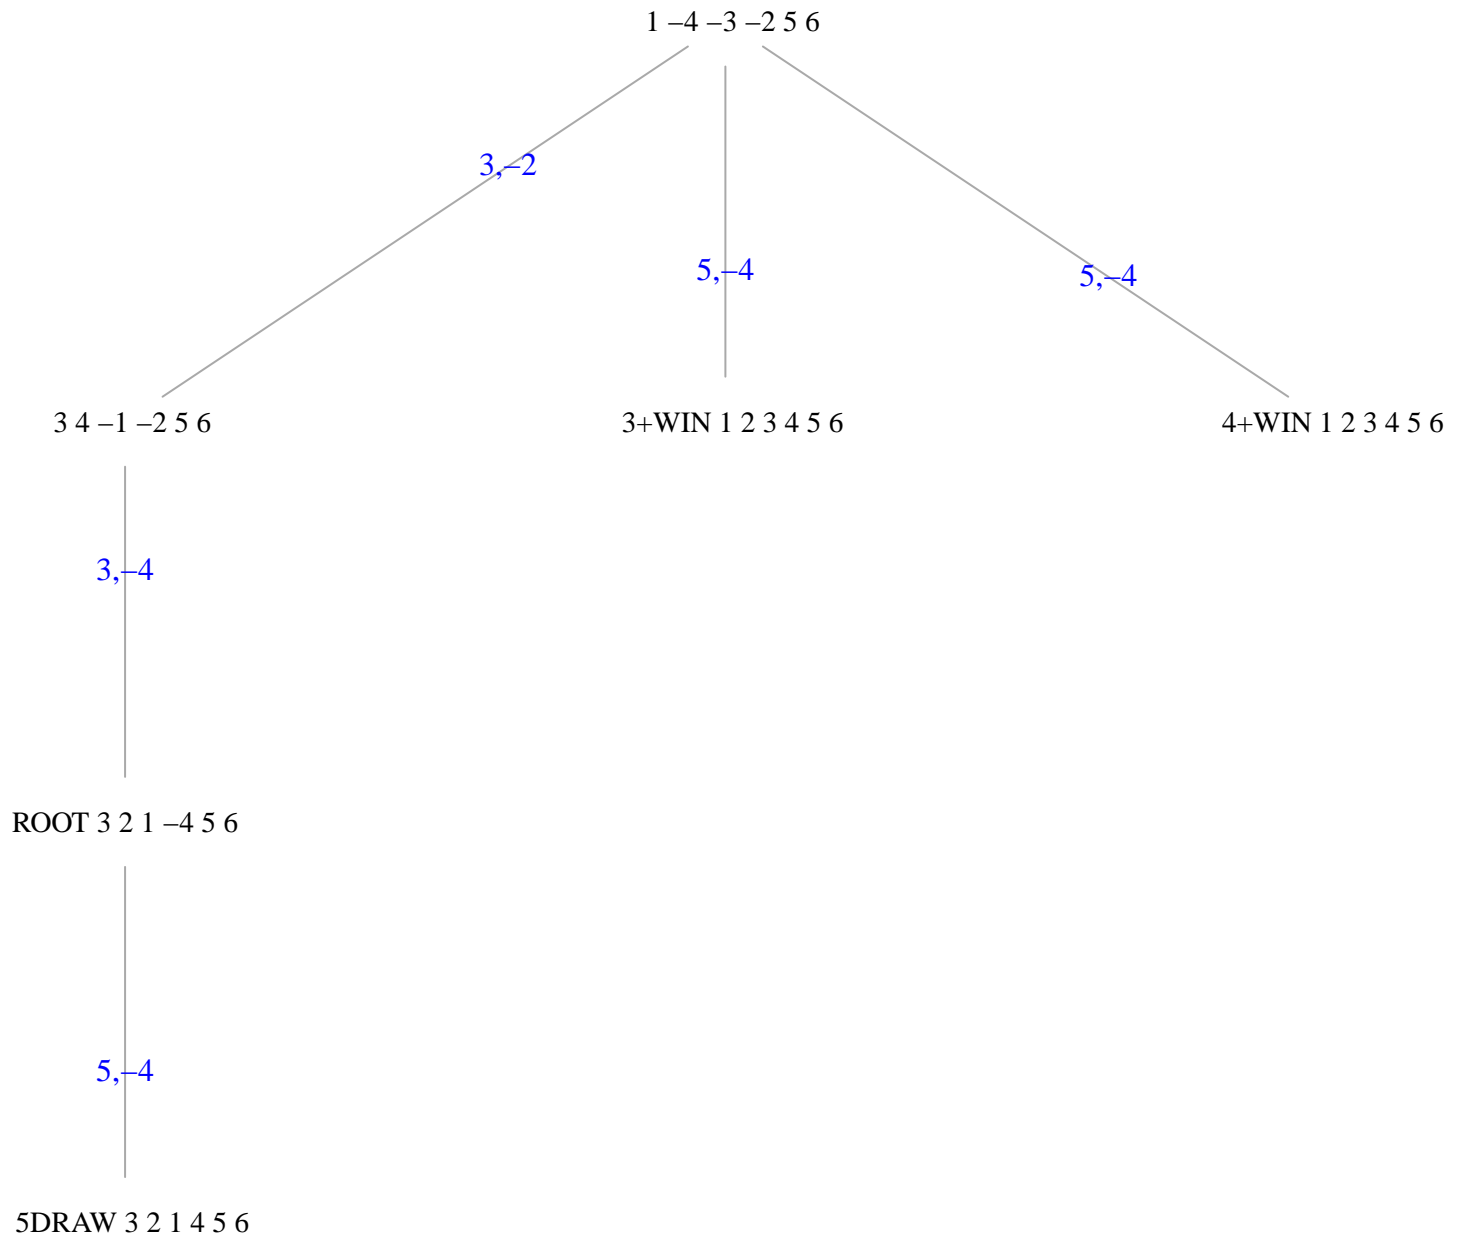 1 –4 –3 –2 5 6
3,–2
5,–4
5,–4
3 4 –1 –2 5 6
3+WIN 1 2 3 4 5 6
4+WIN 1 2 3 4 5 6
3,–4
ROOT 3 2 1 –4 5 6
5,–4
5DRAW 3 2 1 4 5 6